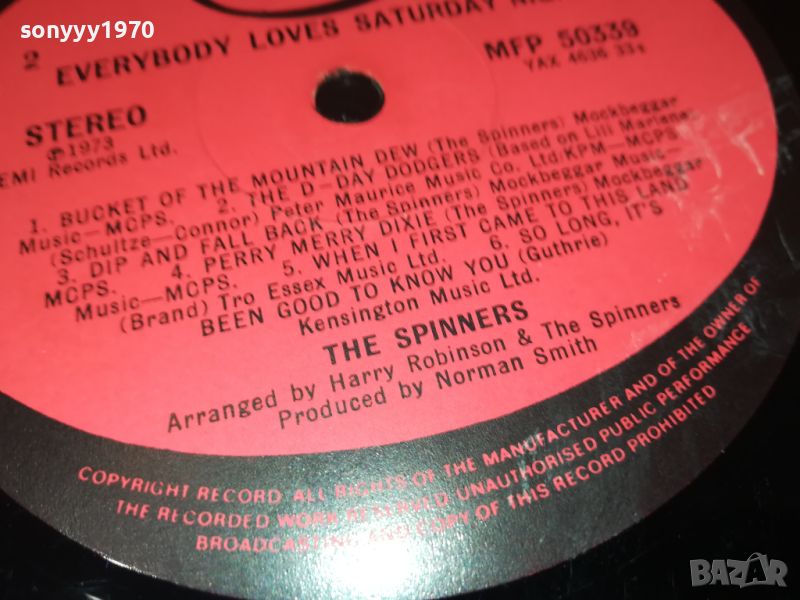 sonyyy1970
2
EVERYBODY LOVES SATURDAY
STEREO
MFP 50339
YAX 4636 33⅓
℗1973
EMI Records Ltd.
1. BUCKET OF THE MOUNTAIN DEW (The Spinners) Mockbeggar
Music—MCPS. 2. THE D-DAY DODGERS (Based on Lili Marlene)
(Schultze—Connor) Peter Maurice Music Co. Ltd/KPM—MCPS.
3. DIP AND FALL BACK (The Spinners) Mockbeggar Music—
MCPS. 4. PERRY MERRY DIXIE (The Spinners) Mockbeggar
Music—MCPS. 5. WHEN I FIRST CAME TO THIS LAND
(Brand) Tro Essex Music Ltd. 6. SO LONG, IT'S
BEEN GOOD TO KNOW YOU (Guthrie)
Kensington Music Ltd.
THE SPINNERS
Arranged by Harry Robinson & The Spinners
Produced by Norman Smith
COPYRIGHT RECORD ALL RIGHTS OF THE MANUFACTURER AND OF THE OWNER OF
THE RECORDED WORK RESERVED UNAUTHORISED PUBLIC PERFORMANCE
BROADCASTING AND COPY OF THIS RECORD PROHIBITED
BAZAR